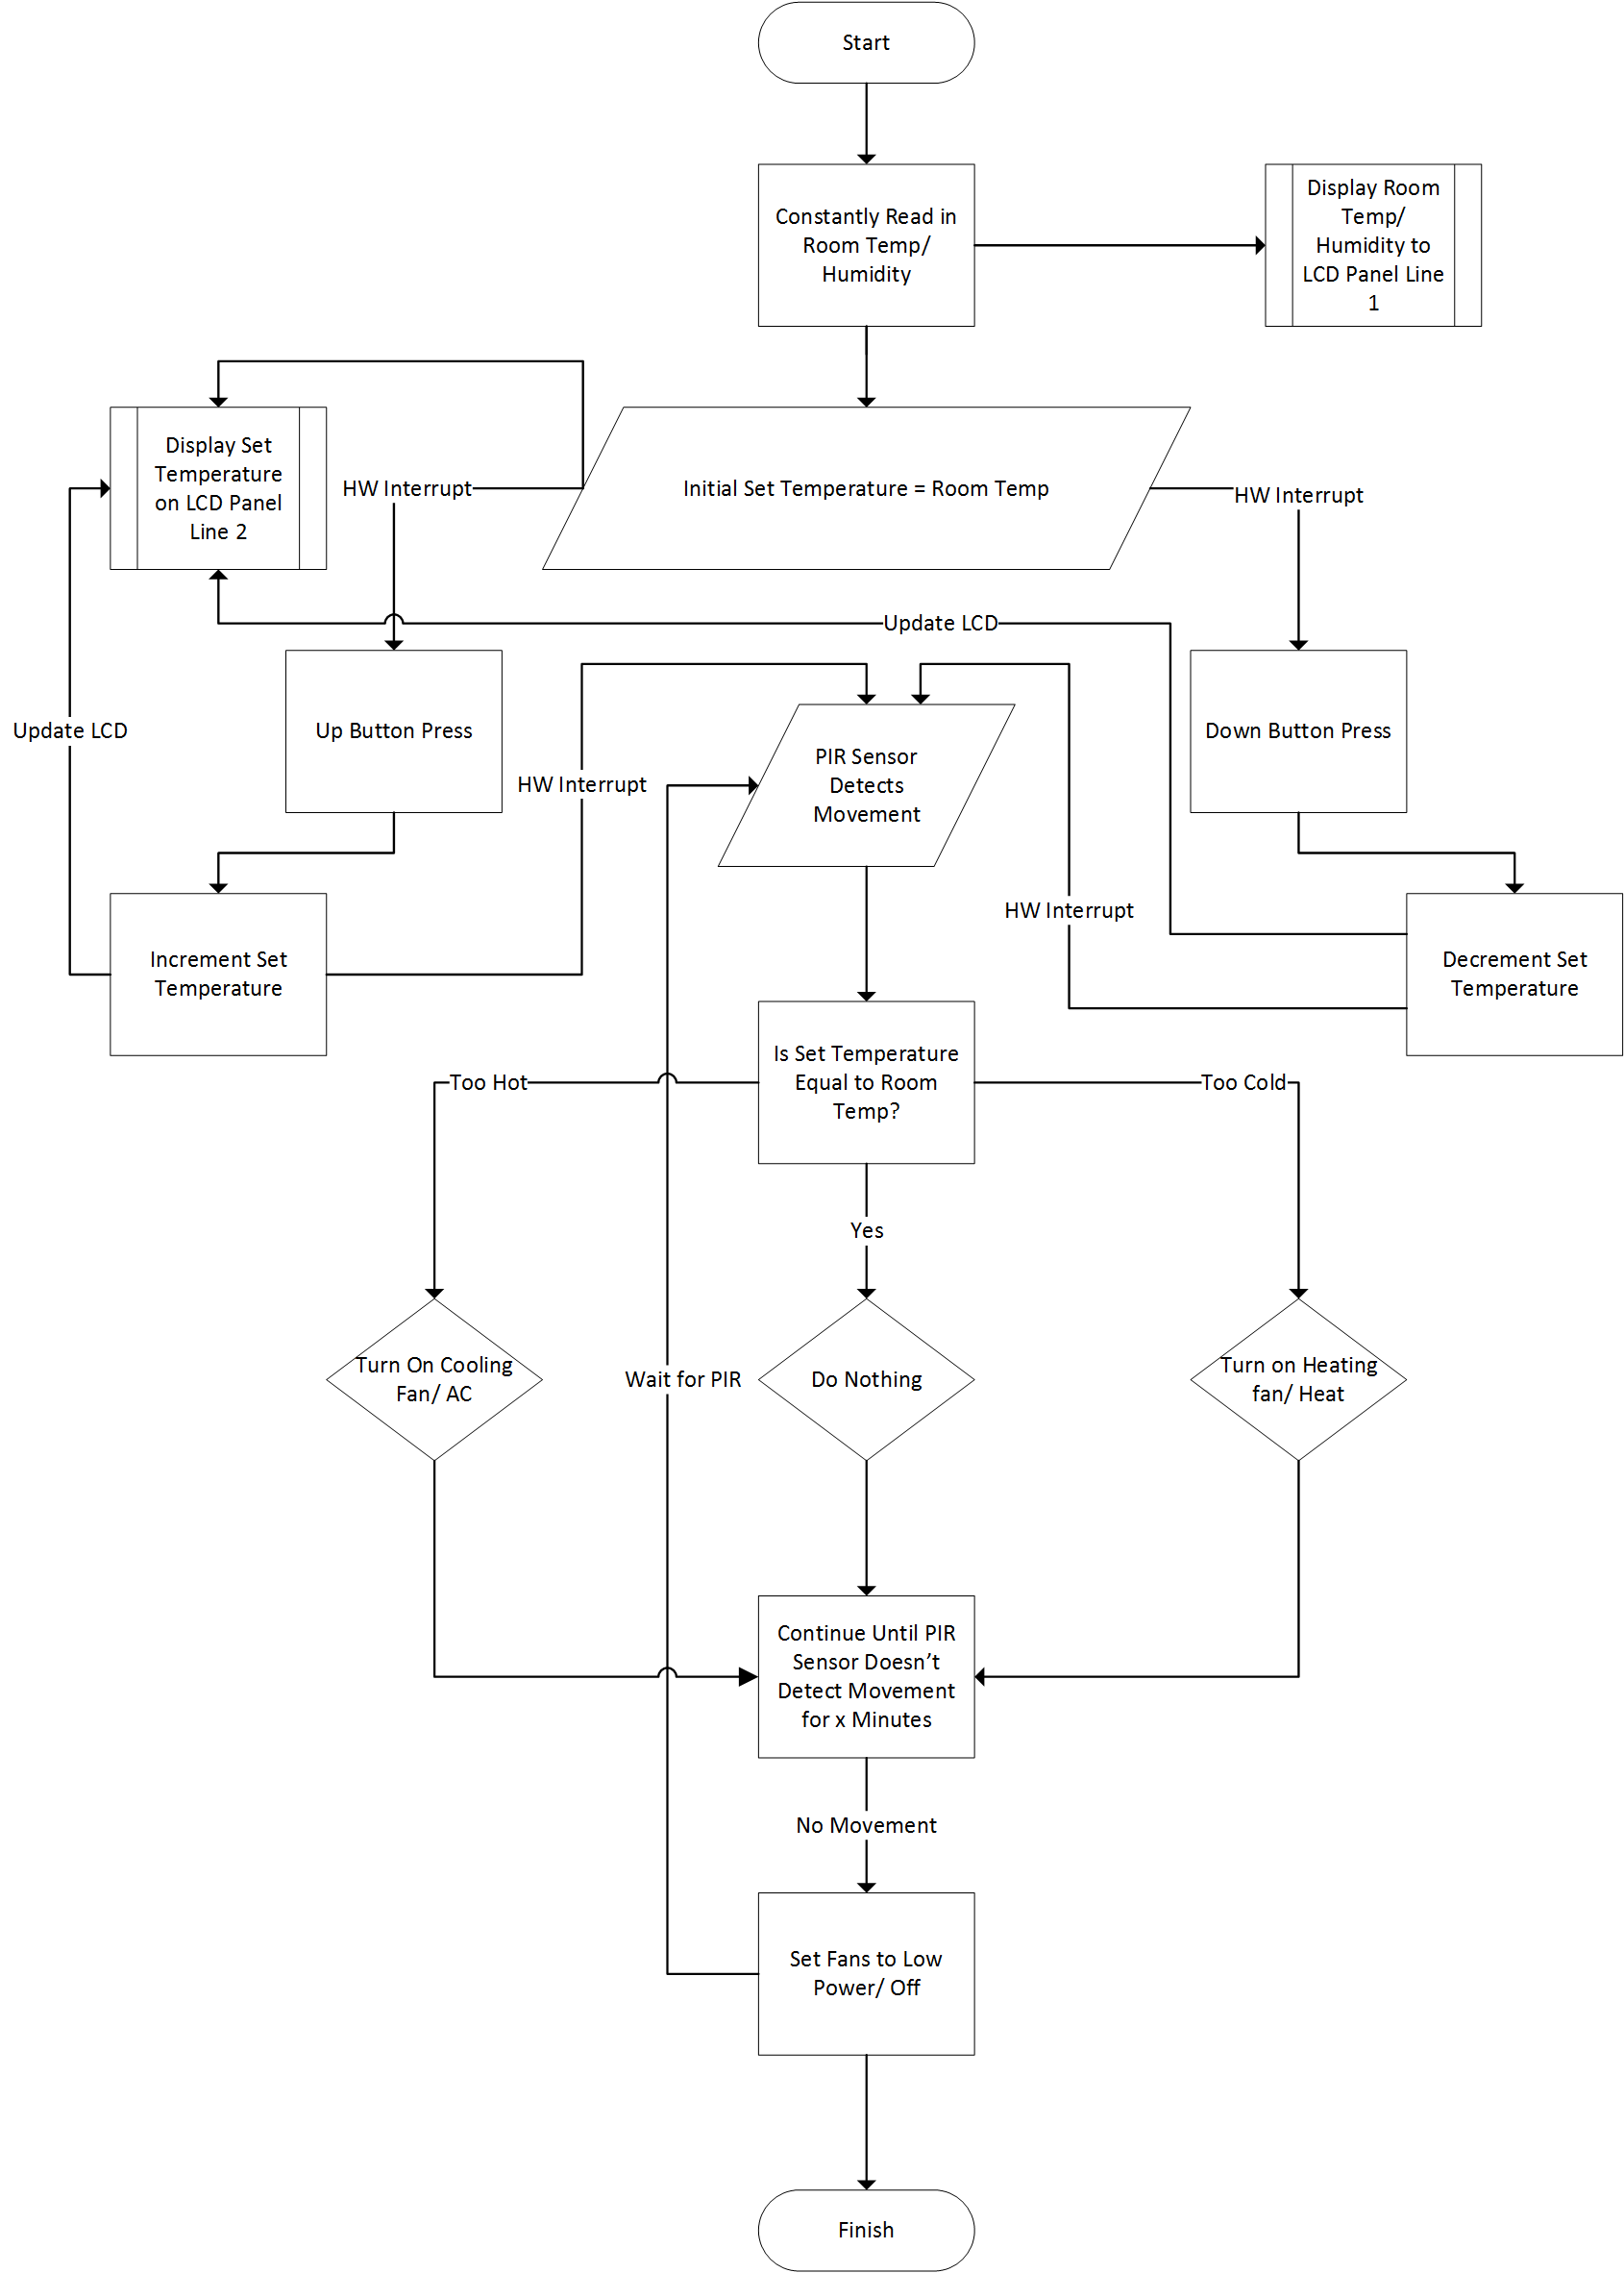 Start
Constantly Read in
Room Temp/
Humidity
Display Room
Temp/
Humidity to
LCD Panel Line
1
Display Set
Temperature
on LCD Panel
Line 2
HW Interrupt
Initial Set Temperature = Room Temp
HW Interrupt
Update LCD
Update LCD
Up Button Press
HW Interrupt
PIR Sensor
Detects
Movement
Down Button Press
HW Interrupt
Increment Set
Temperature
Decrement Set
Temperature
Is Set Temperature
Equal to Room
Temp?
Too Hot
Too Cold
Yes
Turn On Cooling
Fan/ AC
Wait for PIR
Do Nothing
Turn on Heating
fan/ Heat
Continue Until PIR
Sensor Doesn’t
Detect Movement
for x Minutes
No Movement
Set Fans to Low
Power/ Off
Finish